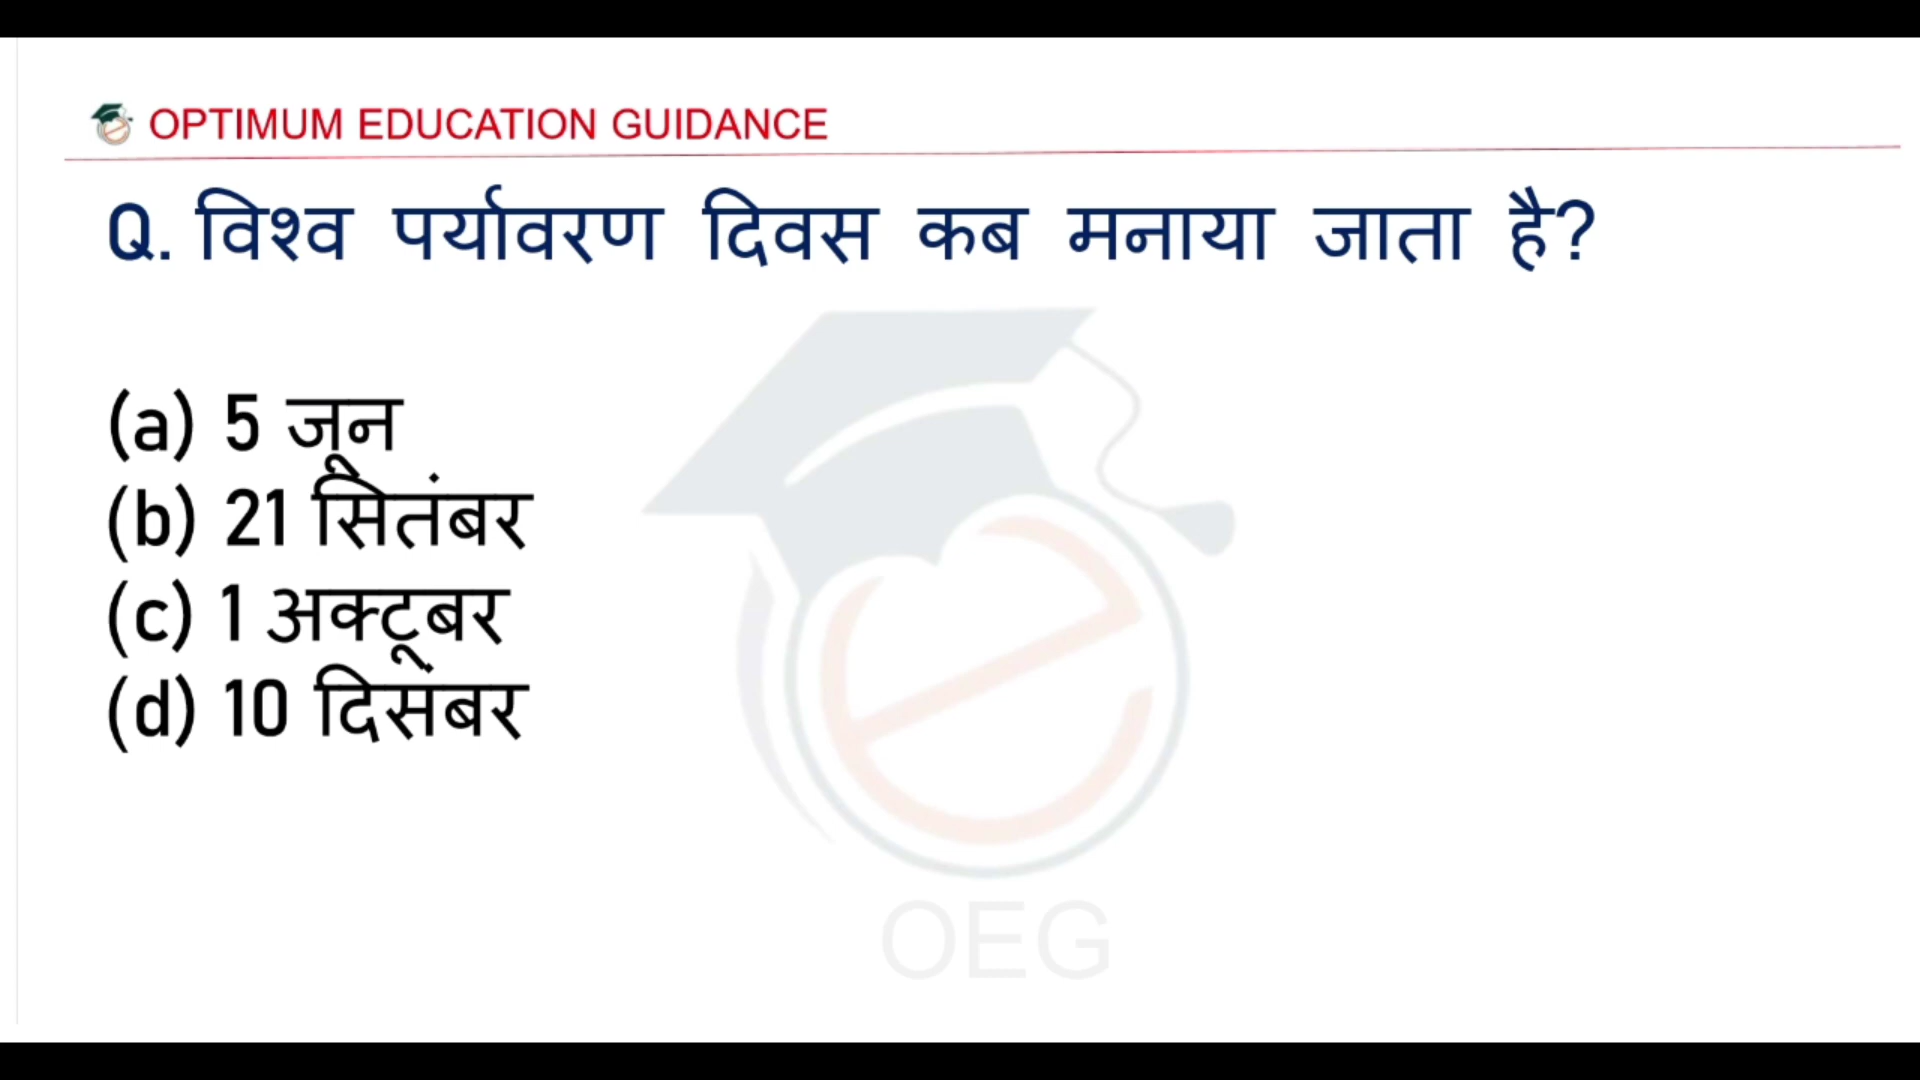 OPTIMUM EDUCATION GUIDANCE
Q. विश्व पर्यावरण दिवस कब मनाया जाता है?
(a) 5 जून
(b) 21 सितंबर
(c) 1 अक्टूबर
(d) 10 दिसंबर
OEG